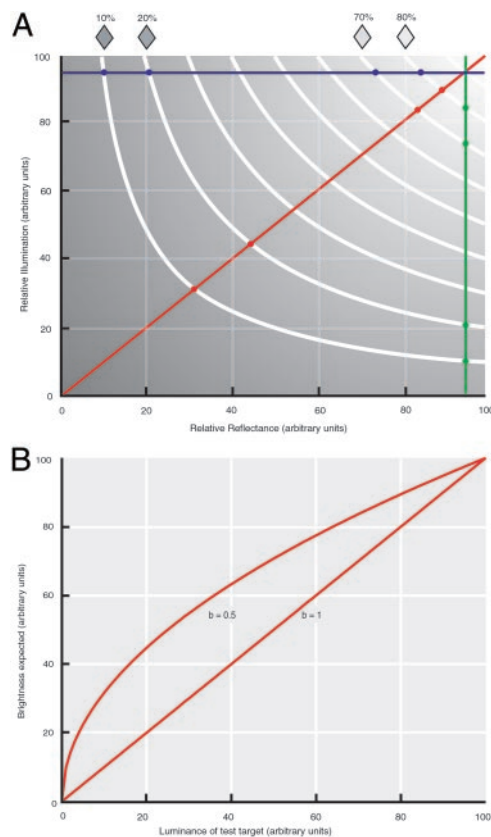 A
10% 20% 70% 80%
100
80
60
40
20
0
Relative Illumination (arbitrary units)
0 20 40 60 80 100
Relative Reflectance (arbitrary units)
B
100
80
60
40
20
0
Brightness expected (arbitrary units)
b = 0.5 b = 1
0 20 40 60 80 100
Luminance of test target (arbitrary units)